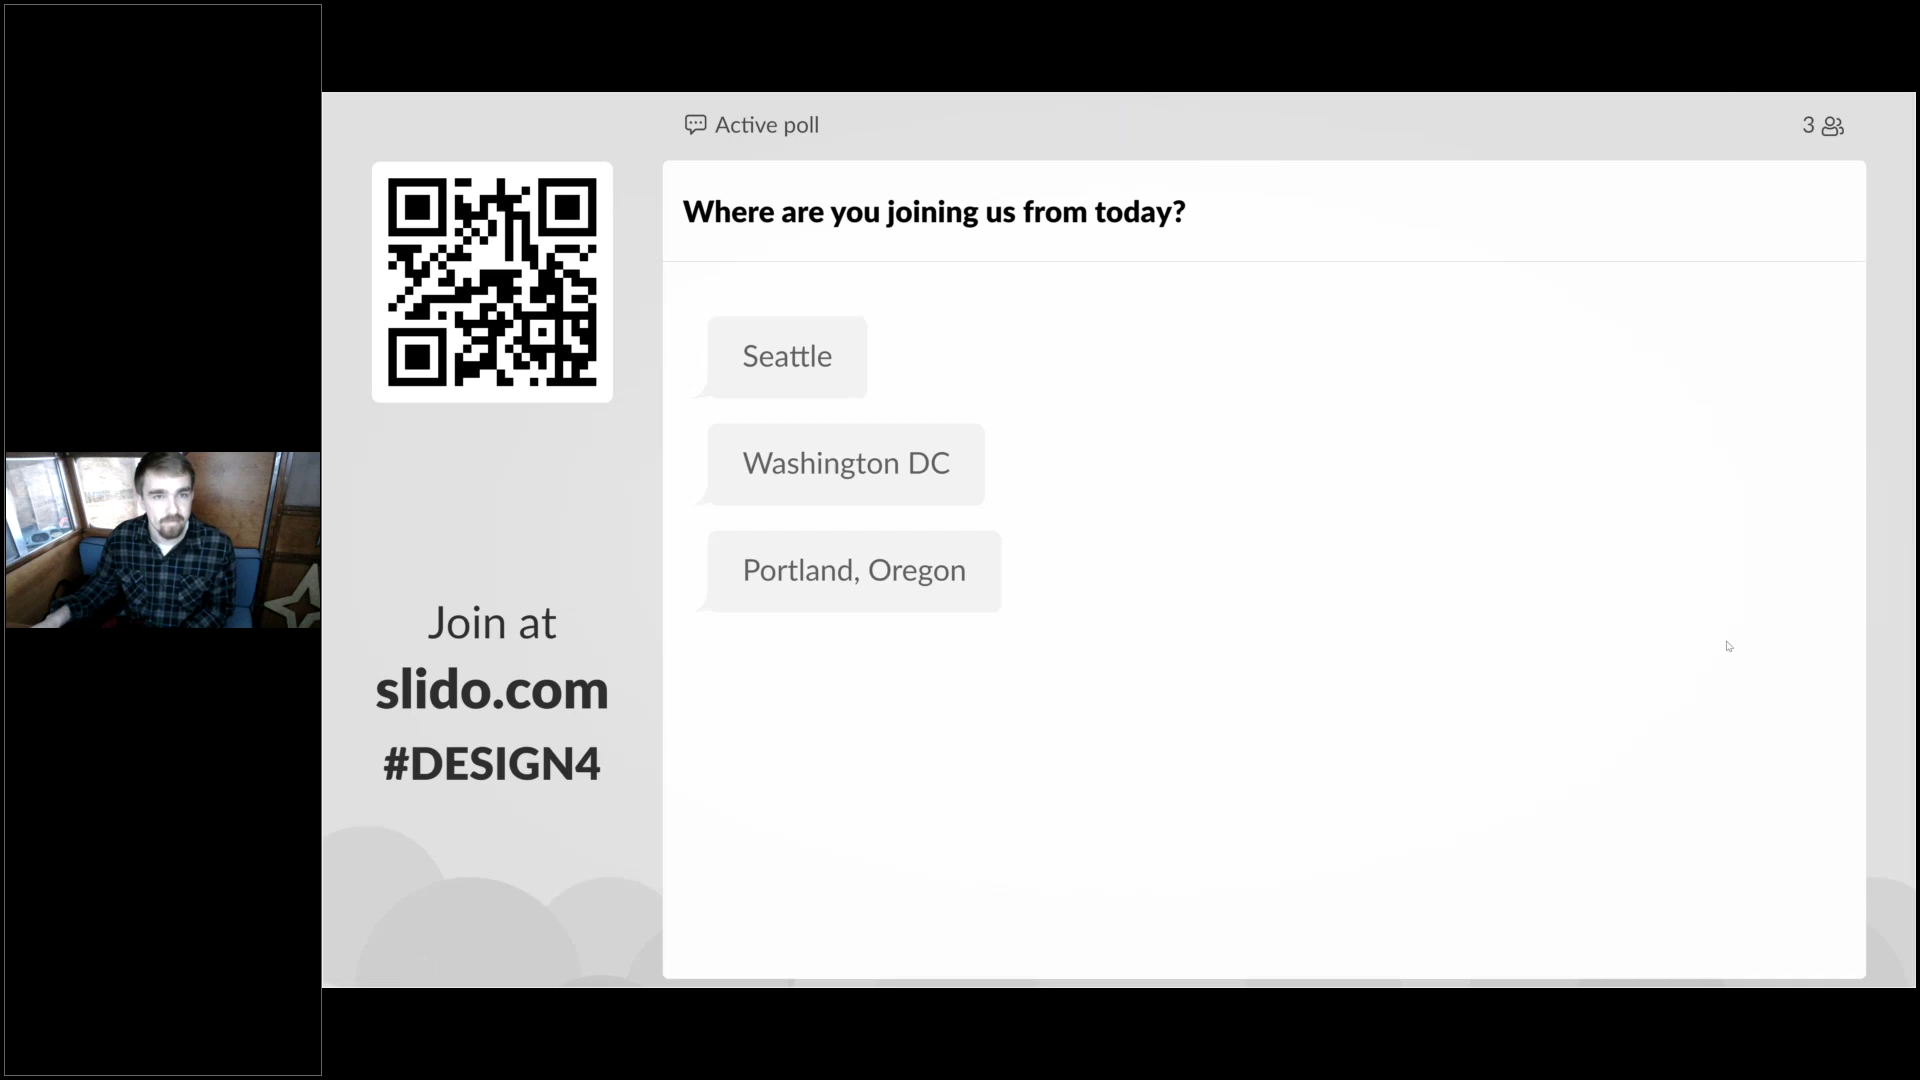 Active poll
3
Where are you joining us from today?
Seattle
Washington DC
Portland, Oregon
Join at
slido.com
#DESIGN4